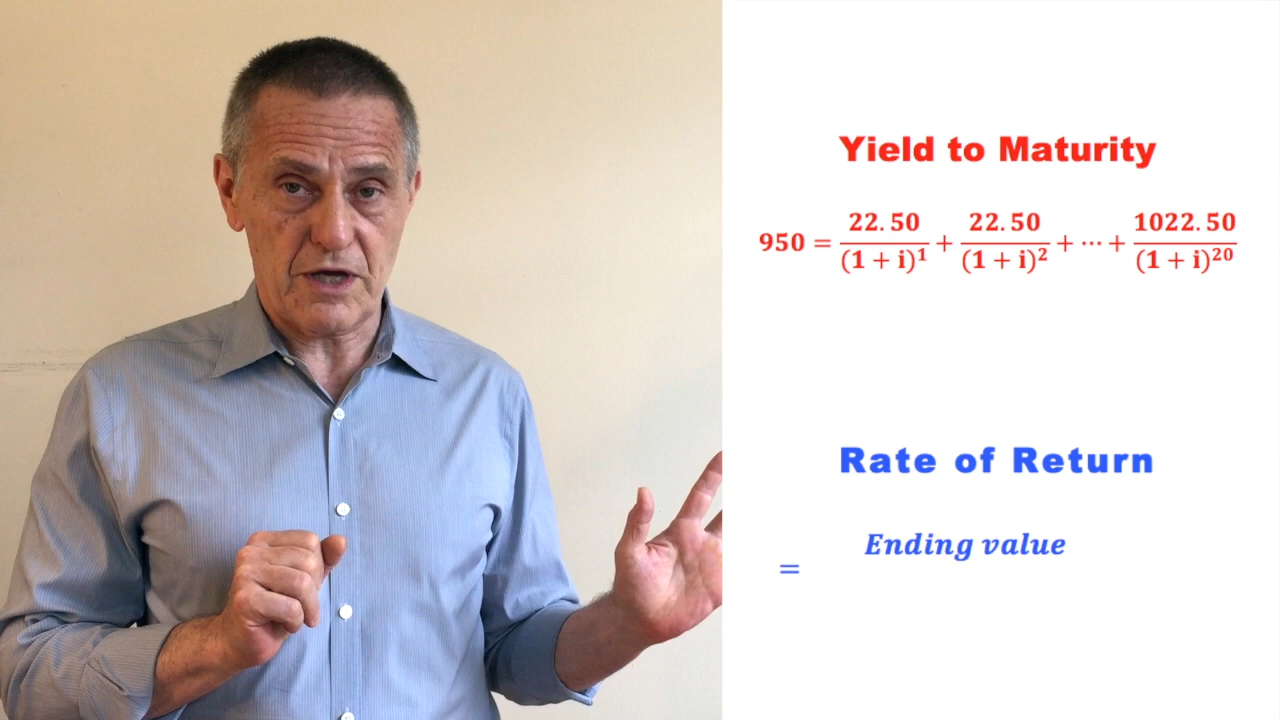 Yield to Maturity
950 = 22.50/(1 + i)¹ + 22.50/(1 + i)² + ⋯ + 1022.50/(1 + i)²⁰
Rate of Return
Ending value
=